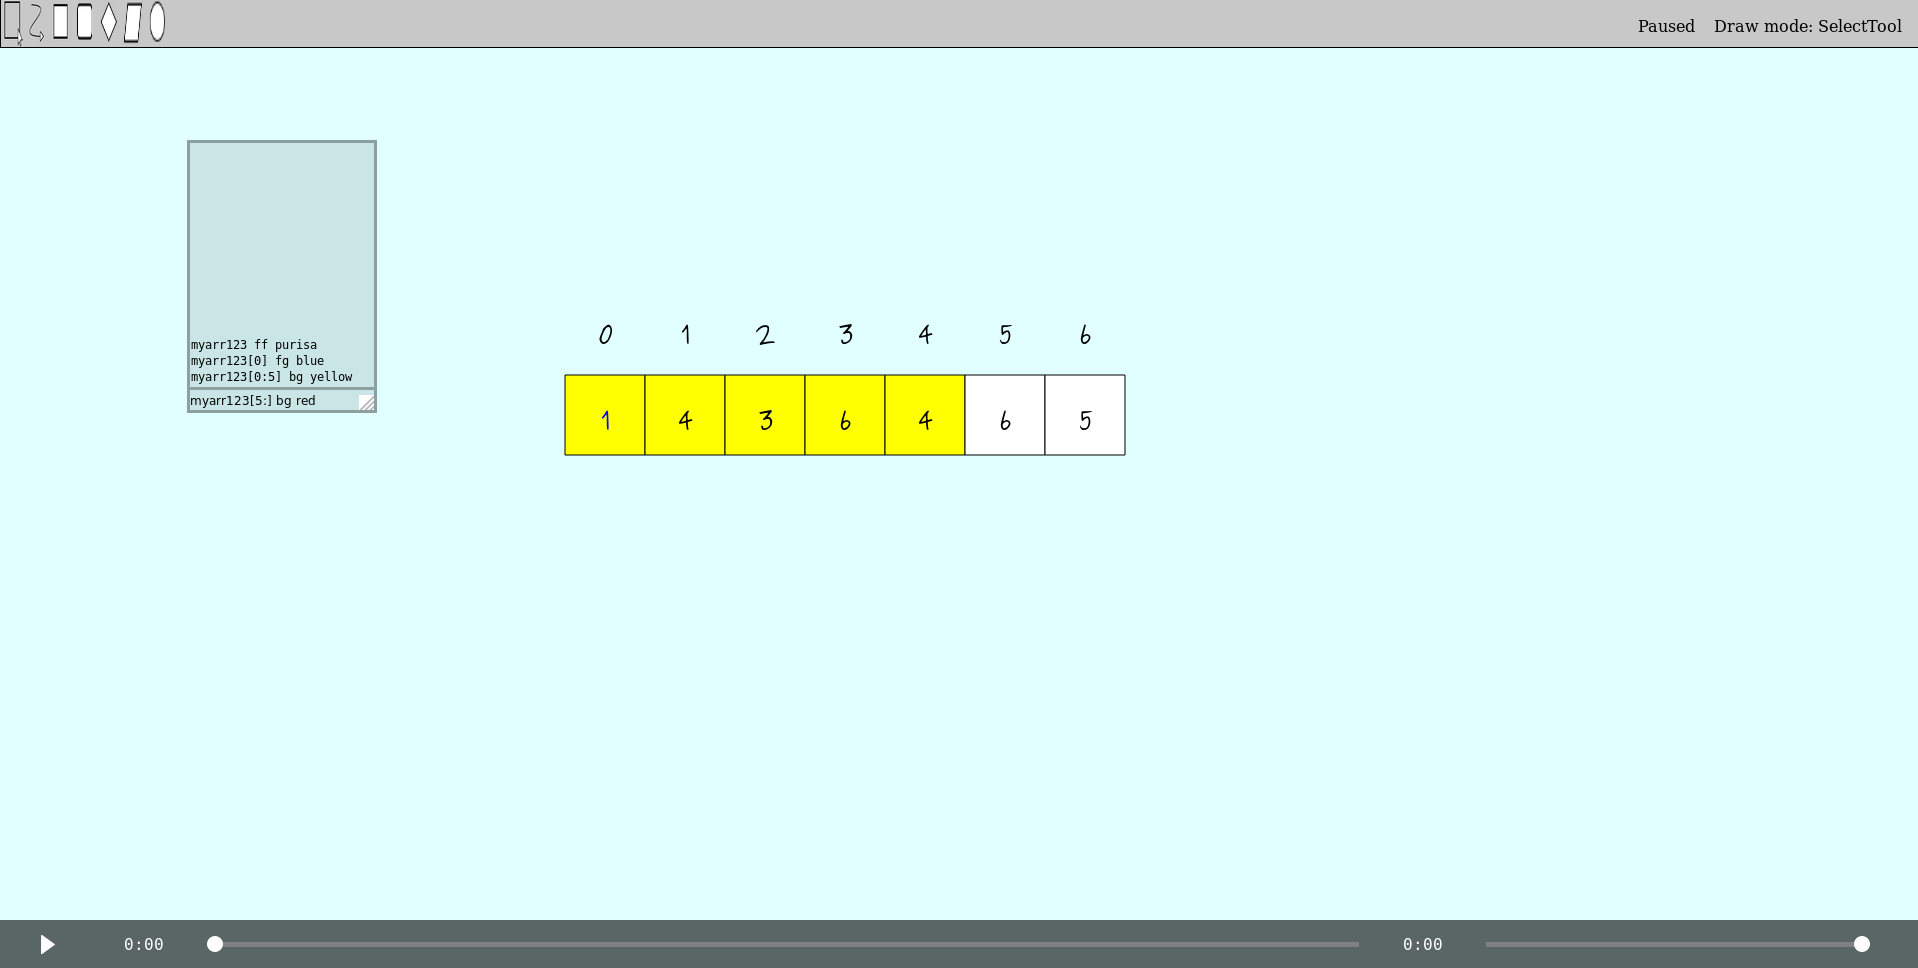 Paused Draw mode: SelectTool
myarr123 ff purisa
myarr123[0] fg blue
myarr123[0:5] bg yellow
myarr123[5:] bg red
0 1 2 3 4 5 6
1 4 3 6 4 6 5
0:00 0:00